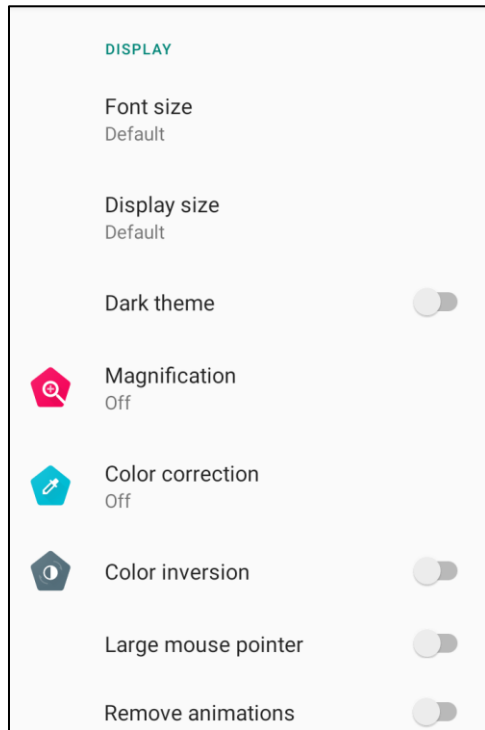 DISPLAY
Font size
Default
Display size
Default
Dark theme
Magnification
Off
Color correction
Off
Color inversion
Large mouse pointer
Remove animations